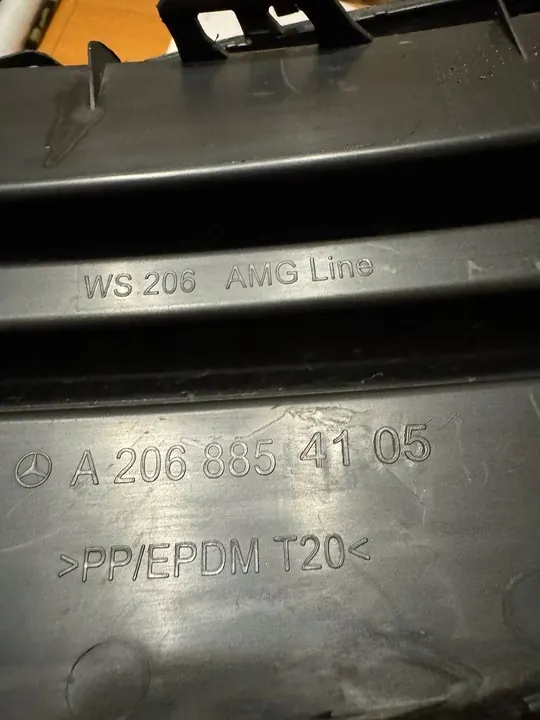 WS 206 AMG Line
A 206 885 41 05
>PP/EPDM T20<